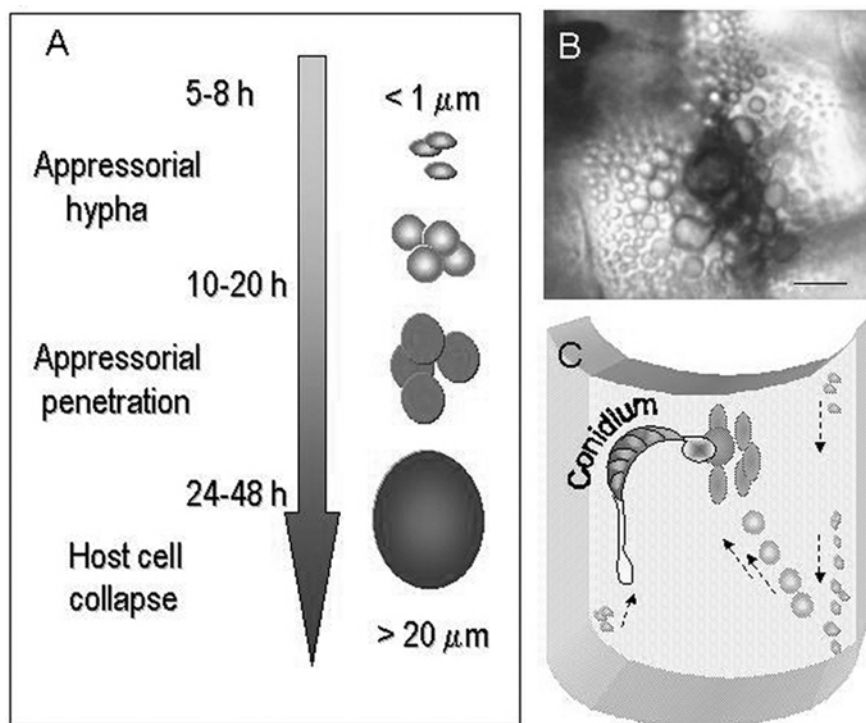 A
5-8 h
< 1 μm
Appressorial
hypha
10-20 h
Appressorial
penetration
24-48 h
Host cell
collapse
> 20 μm
B
C
Conidium